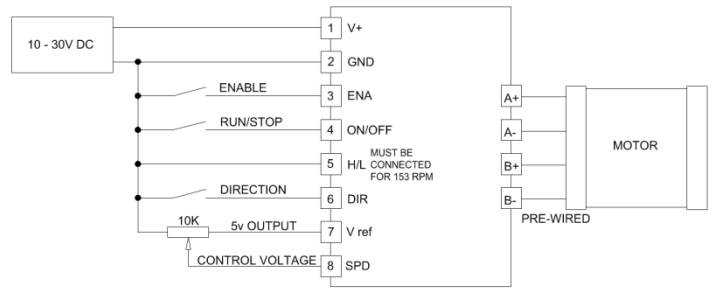 10 - 30V DC
1 V+
2 GND
ENABLE 3 ENA
RUN/STOP 4 ON/OFF
5 H/L MUST BE
CONNECTED
FOR 153 RPM
DIRECTION 6 DIR
10K 5v OUTPUT 7 V ref
CONTROL VOLTAGE 8 SPD
A+
A-
B+
B-
PRE-WIRED
MOTOR